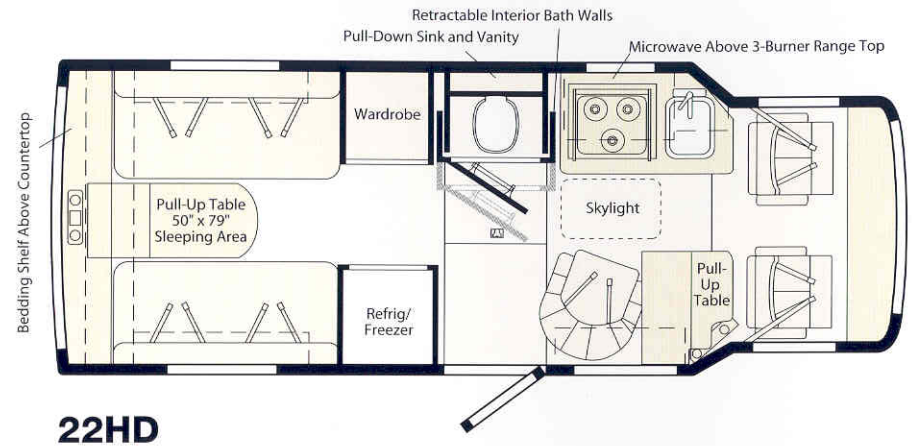 Retractable Interior Bath Walls
Pull-Down Sink and Vanity
Microwave Above 3-Burner Range Top
Bedding Shelf Above Countertop
Wardrobe
Pull-Up Table
50" x 79"
Sleeping Area
Skylight
Refrig/
Freezer
Pull-
Up
Table
22HD